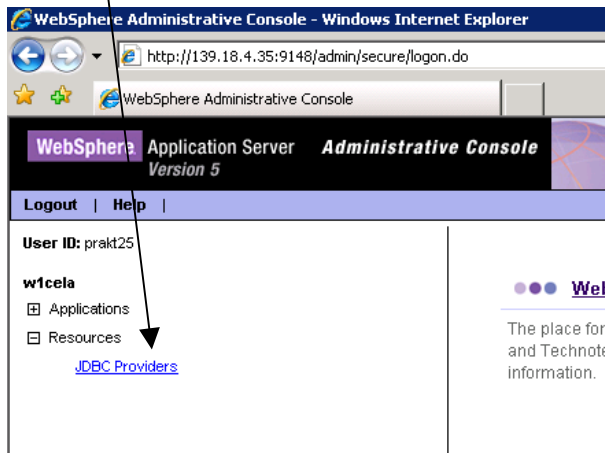 WebSphere Administrative Console - Windows Internet Explorer
http://139.18.4.35:9148/admin/secure/logon.do
WebSphere Administrative Console
WebSphere Application Server Administrative Console
Version 5
Logout | Help |
User ID: prakt25
w1cela
Applications
Resources
JDBC Providers
Web
The place for
and Technote
information.